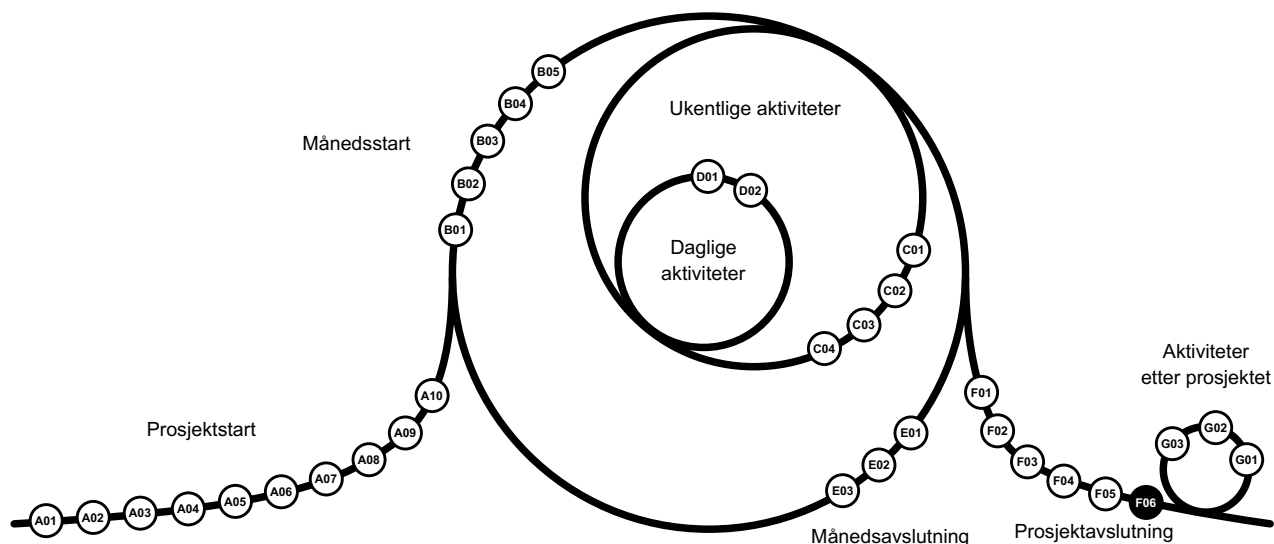 Prosjektstart
A01
A02
A03
A04
A05
A06
A07
A08
A09
A10
Månedsstart
B01
B02
B03
B04
B05
Ukentlige aktiviteter
C01
C02
C03
C04
Daglige
aktiviteter
D01
D02
E01
E02
E03
Månedsavslutning
F01
F02
F03
F04
F05
F06
Prosjektavslutning
Aktiviteter
etter prosjektet
G01
G02
G03